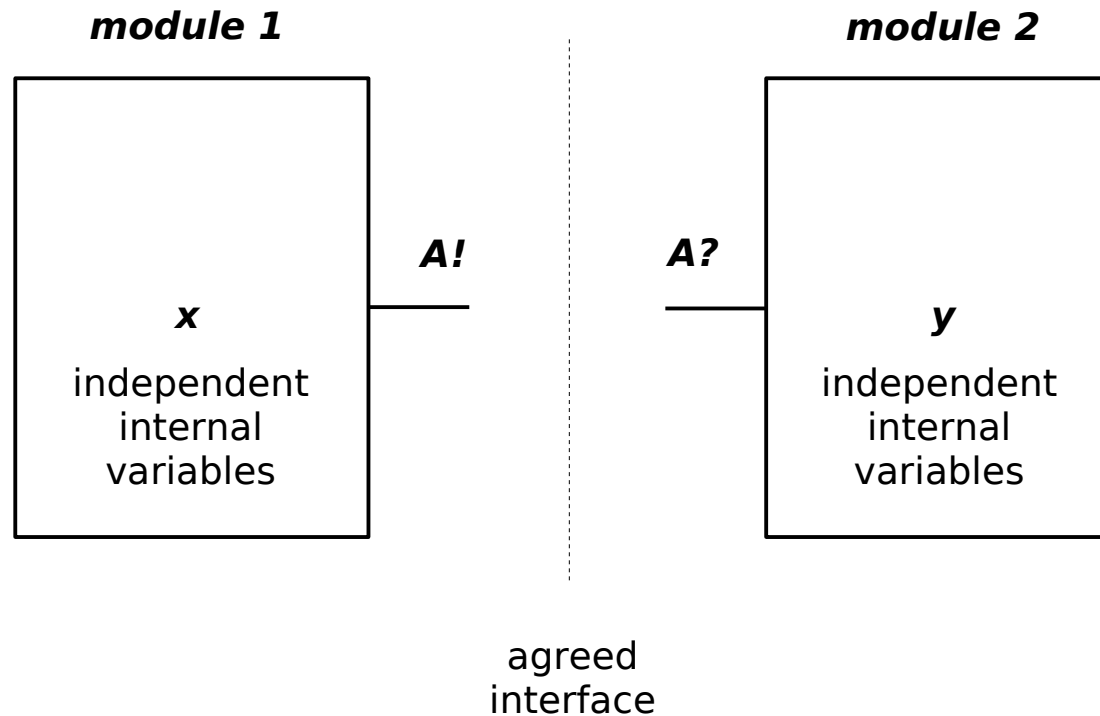 module 1
module 2
A!
A?
x
independent
internal
variables
y
independent
internal
variables
agreed
interface